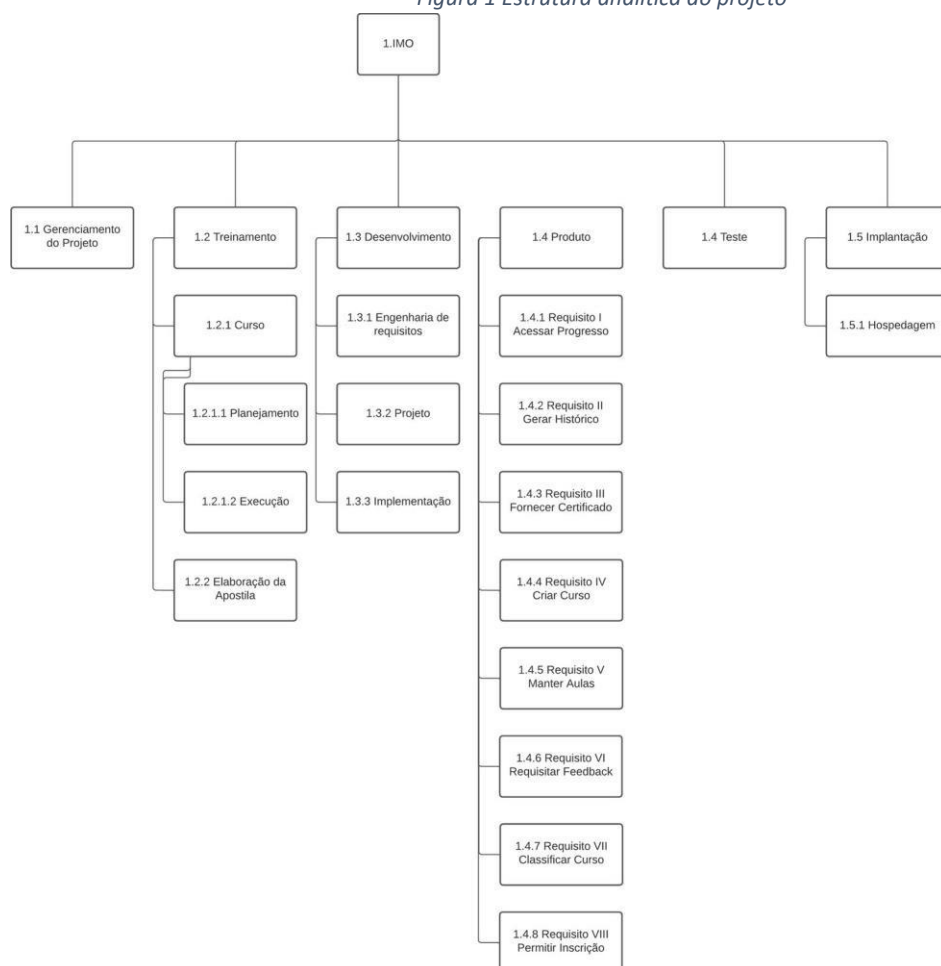 Figura 1 Estrutura analítica do projeto
1.IMO
1.1 Gerenciamento
do Projeto
1.2 Treinamento
1.3 Desenvolvimento
1.4 Produto
1.4 Teste
1.5 Implantação
1.2.1 Curso
1.3.1 Engenharia de
requisitos
1.4.1 Requisito I
Acessar Progresso
1.5.1 Hospedagem
1.2.1.1 Planejamento
1.3.2 Projeto
1.4.2 Requisito II
Gerar Histórico
1.2.1.2 Execução
1.3.3 Implementação
1.4.3 Requisito III
Fornecer Certificado
1.2.2 Elaboração da
Apostila
1.4.4 Requisito IV
Criar Curso
1.4.5 Requisito V
Manter Aulas
1.4.6 Requisito VI
Requisitar Feedback
1.4.7 Requisito VII
Classificar Curso
1.4.8 Requisito VIII
Permitir Inscrição